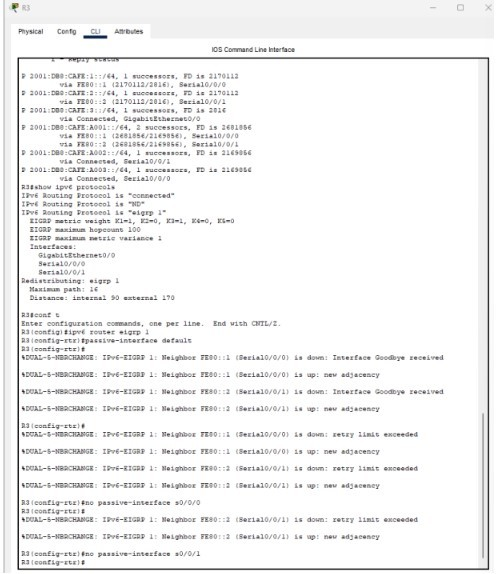 R3
Physical Config CLI Attributes
IOS Command Line Interface
r - Reply status
P 2001:DB8:CAFE:1::/64, 1 successors, FD is 2170112
via FE80::1 (2170112/2816), Serial0/0/0
P 2001:DB8:CAFE:2::/64, 1 successors, FD is 2170112
via FE80::2 (2170112/2816), Serial0/0/1
P 2001:DB8:CAFE:3::/64, 1 successors, FD is 2816
via Connected, GigabitEthernet0/0
P 2001:DB8:CAFE:A001::/64, 2 successors, FD is 2681856
via FE80::1 (2681856/2169856), Serial0/0/0
via FE80::2 (2681856/2169856), Serial0/0/1
P 2001:DB8:CAFE:A002::/64, 1 successors, FD is 2169856
via Connected, Serial0/0/1
P 2001:DB8:CAFE:A003::/64, 1 successors, FD is 2169856
via Connected, Serial0/0/0
R3#show ipv6 protocols
IPv6 Routing Protocol is "connected"
IPv6 Routing Protocol is "ND"
IPv6 Routing Protocol is "eigrp 1"
EIGRP metric weight K1=1, K2=0, K3=1, K4=0, K5=0
EIGRP maximum hopcount 100
EIGRP maximum metric variance 1
Interfaces:
GigabitEthernet0/0
Serial0/0/0
Serial0/0/1
Redistributing: eigrp 1
Maximum path: 16
Distance: internal 90 external 170
R3#conf t
Enter configuration commands, one per line. End with CNTL/Z.
R3(config)#ipv6 router eigrp 1
R3(config-rtr)#passive-interface default
R3(config-rtr)#
%DUAL-5-NBRCHANGE: IPv6-EIGRP 1: Neighbor FE80::1 (Serial0/0/0) is down: Interface Goodbye received
%DUAL-5-NBRCHANGE: IPv6-EIGRP 1: Neighbor FE80::1 (Serial0/0/0) is up: new adjacency
%DUAL-5-NBRCHANGE: IPv6-EIGRP 1: Neighbor FE80::2 (Serial0/0/1) is down: Interface Goodbye received
%DUAL-5-NBRCHANGE: IPv6-EIGRP 1: Neighbor FE80::2 (Serial0/0/1) is up: new adjacency
R3(config-rtr)#
%DUAL-5-NBRCHANGE: IPv6-EIGRP 1: Neighbor FE80::1 (Serial0/0/0) is down: retry limit exceeded
%DUAL-5-NBRCHANGE: IPv6-EIGRP 1: Neighbor FE80::1 (Serial0/0/0) is up: new adjacency
%DUAL-5-NBRCHANGE: IPv6-EIGRP 1: Neighbor FE80::2 (Serial0/0/1) is down: retry limit exceeded
%DUAL-5-NBRCHANGE: IPv6-EIGRP 1: Neighbor FE80::2 (Serial0/0/1) is up: new adjacency
R3(config-rtr)#no passive-interface s0/0/0
R3(config-rtr)#
%DUAL-5-NBRCHANGE: IPv6-EIGRP 1: Neighbor FE80::2 (Serial0/0/1) is down: retry limit exceeded
%DUAL-5-NBRCHANGE: IPv6-EIGRP 1: Neighbor FE80::2 (Serial0/0/1) is up: new adjacency
R3(config-rtr)#no passive-interface s0/0/1
R3(config-rtr)#